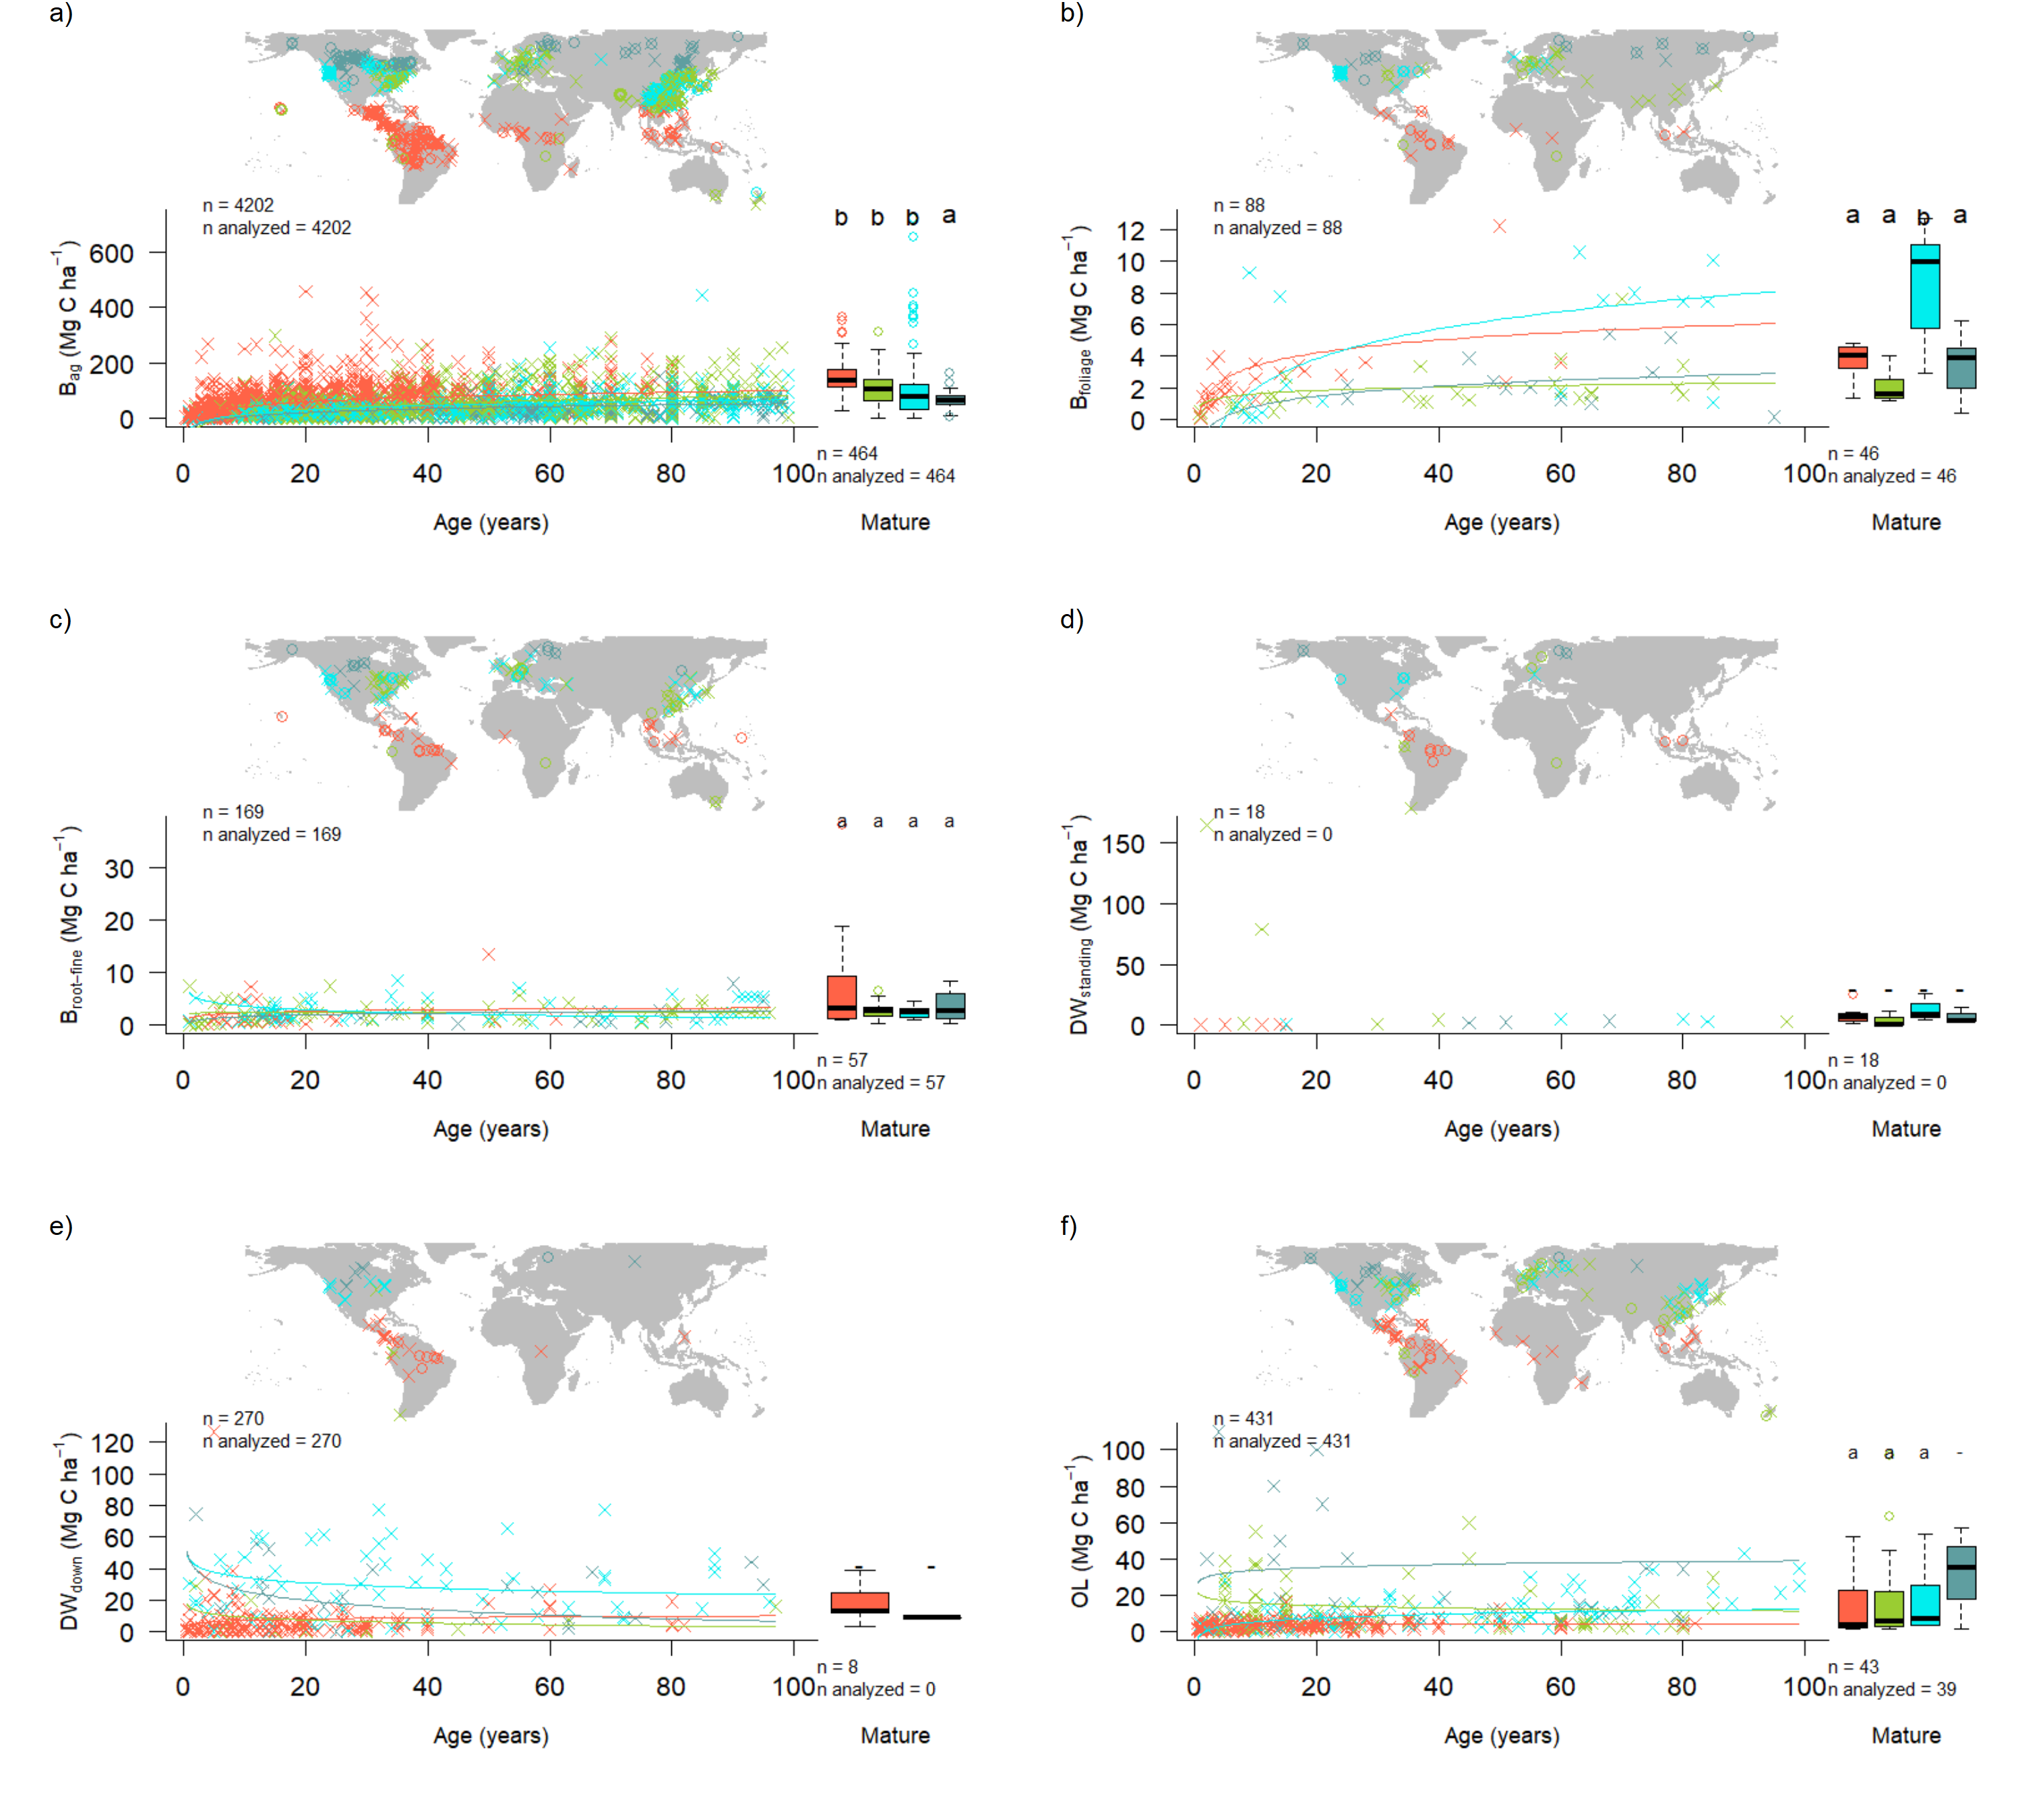 a)
n = 4202
n analyzed = 4202
b b b a
B_ag (Mg C ha⁻¹)
600
400
200
0
0 20 40 60 80 100
n = 464
n analyzed = 464
Age (years)
Mature
b)
n = 88
n analyzed = 88
a a b a
B_foliage (Mg C ha⁻¹)
12
10
8
6
4
2
0
0 20 40 60 80 100
n = 46
n analyzed = 46
Age (years)
Mature
c)
n = 169
n analyzed = 169
a a a a
B_root−fine (Mg C ha⁻¹)
30
20
10
0
0 20 40 60 80 100
n = 57
n analyzed = 57
Age (years)
Mature
d)
n = 18
n analyzed = 0
- - - -
DW_standing (Mg C ha⁻¹)
150
100
50
0
0 20 40 60 80 100
n = 18
n analyzed = 0
Age (years)
Mature
e)
n = 270
n analyzed = 270
- -
DW_down (Mg C ha⁻¹)
120
100
80
60
40
20
0
0 20 40 60 80 100
n = 8
n analyzed = 0
Age (years)
Mature
f)
n = 431
n analyzed = 431
a a a -
OL (Mg C ha⁻¹)
100
80
60
40
20
0
0 20 40 60 80 100
n = 43
n analyzed = 39
Age (years)
Mature